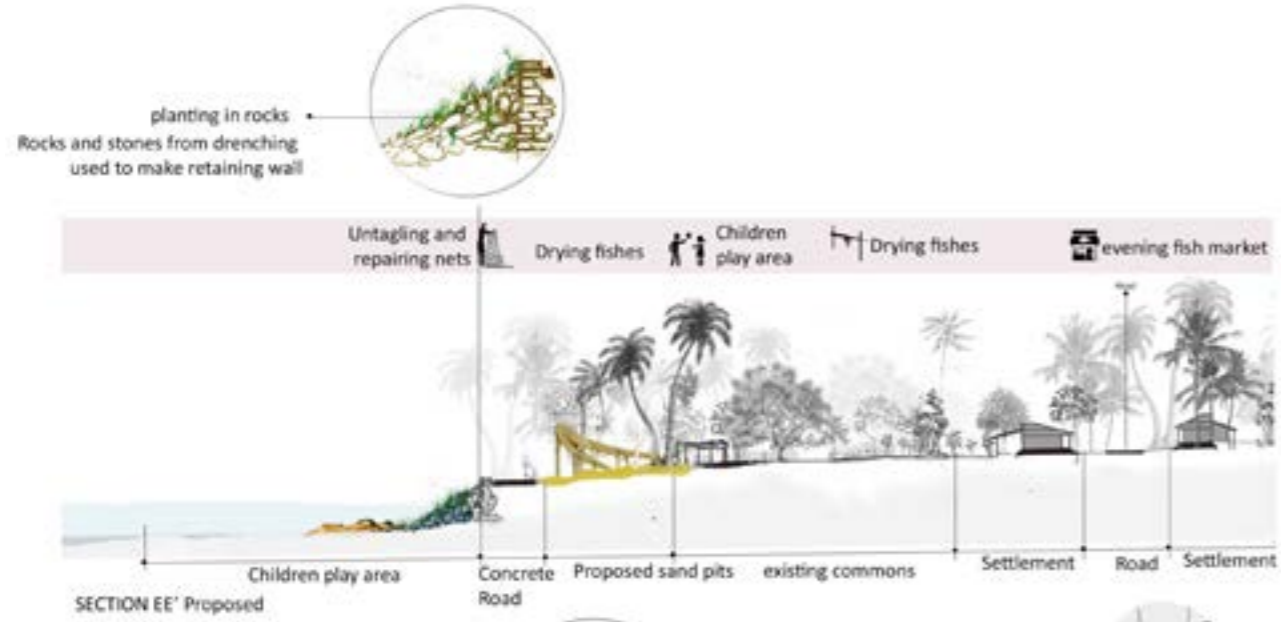 planting in rocks
Rocks and stones from drenching
used to make retaining wall
Untagling and
repairing nets
Drying fishes
Children
play area
Drying fishes
evening fish market
Children play area
Concrete
Road
Proposed sand pits
existing commons
Settlement
Road
Settlement
SECTION EE' Proposed